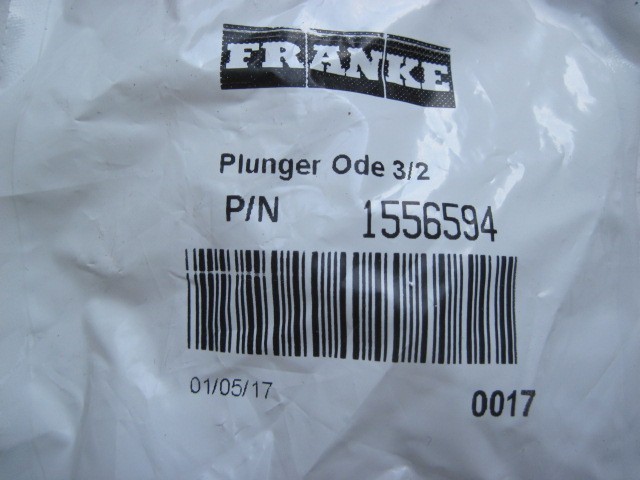 FRANKE
Plunger Ode 3/2
P/N 1556594
01/05/17 0017